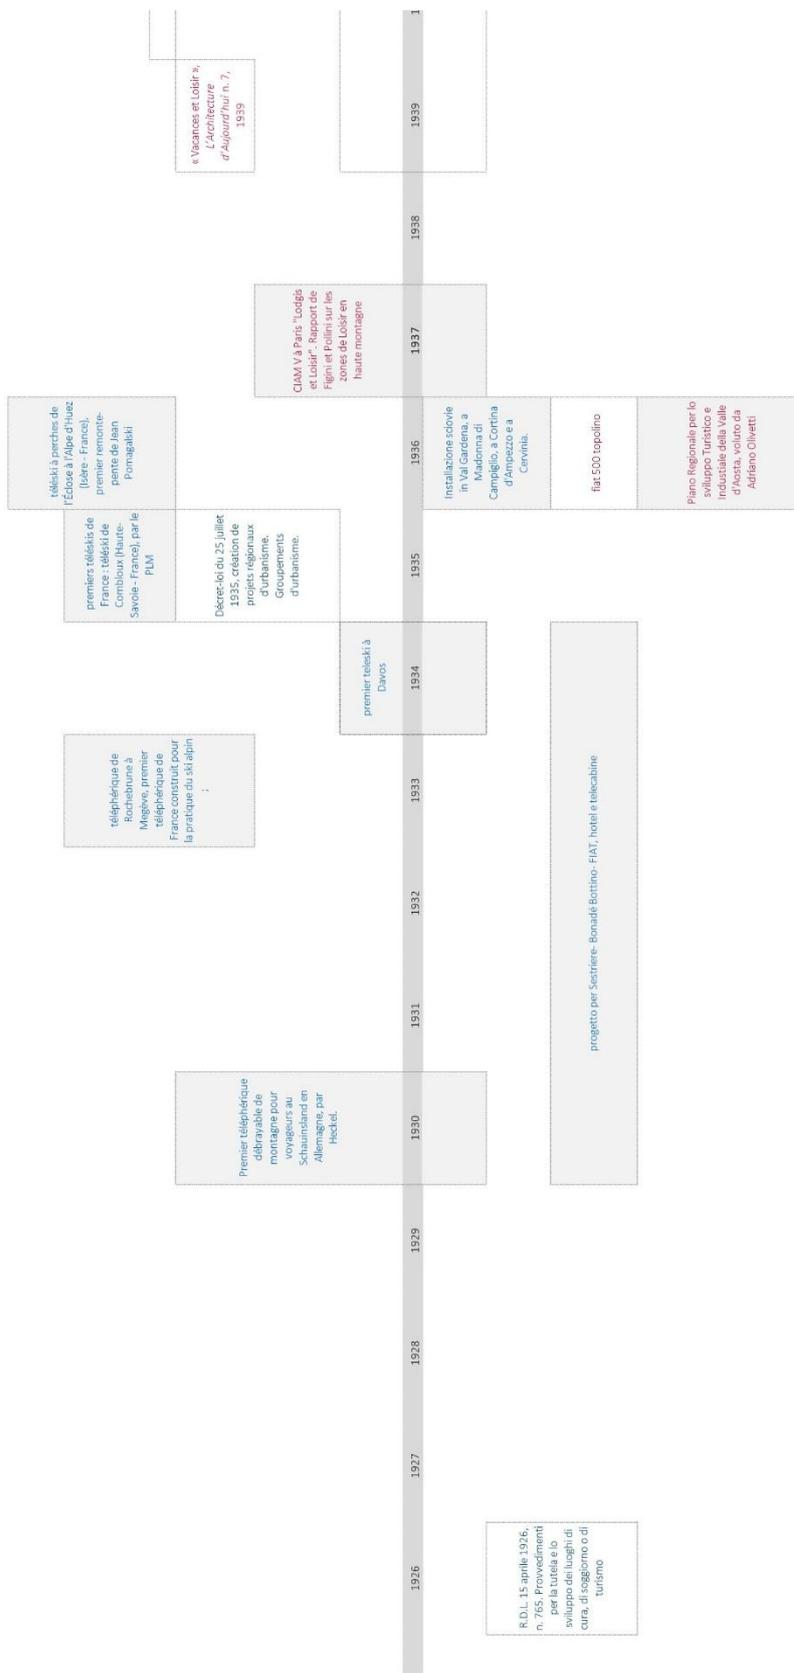 1926
1927
1928
1929
1930
1931
1932
1933
1934
1935
1936
1937
1938
1939
1
téléski à perches de
l'Éclose à l'Alpe d'Huez
(Isère - France),
premier remonte-
pente de Jean
Pomagalski
premiers téléskis de
France : téléski de
Combloux (Haute-
Savoie - France), par le
PLM
téléphérique de
Rochebrune à
Megève, premier
téléphérique de
France construit pour
la pratique du ski alpin
;
« Vacances et Loisir »,
L'Architecture
d'Aujourd'hui n. 7,
1939
Décret-loi du 25 juillet
1935, création de
projets régionaux
d'urbanisme.
Groupements
d'urbanisme.
Premier téléphérique
débrayable de
montagne pour
voyageurs au
Schauinsland en
Allemagne, par
Heckel.
CIAM V à Paris "Lodgis
et Loisir". Rapport de
Figini et Pollini sur les
zones de Loisir en
haute montagne
premier teleski à
Davos
Installazione sciovie
in Val Gardena, a
Madonna di
Campiglio, a Cortina
d'Ampezzo e a
Cervinia.
R.D.L. 15 aprile 1926,
n. 765. Provvedimenti
per la tutela e lo
sviluppo dei luoghi di
cura, di soggiorno o di
turismo
progetto per Sestriere- Bonadè Bottino- FIAT, hotel e telecabine
fiat 500 topolino
Piano Regionale per lo
sviluppo Turistico e
Industiale della Valle
d'Aosta, voluto da
Adriano Olivetti